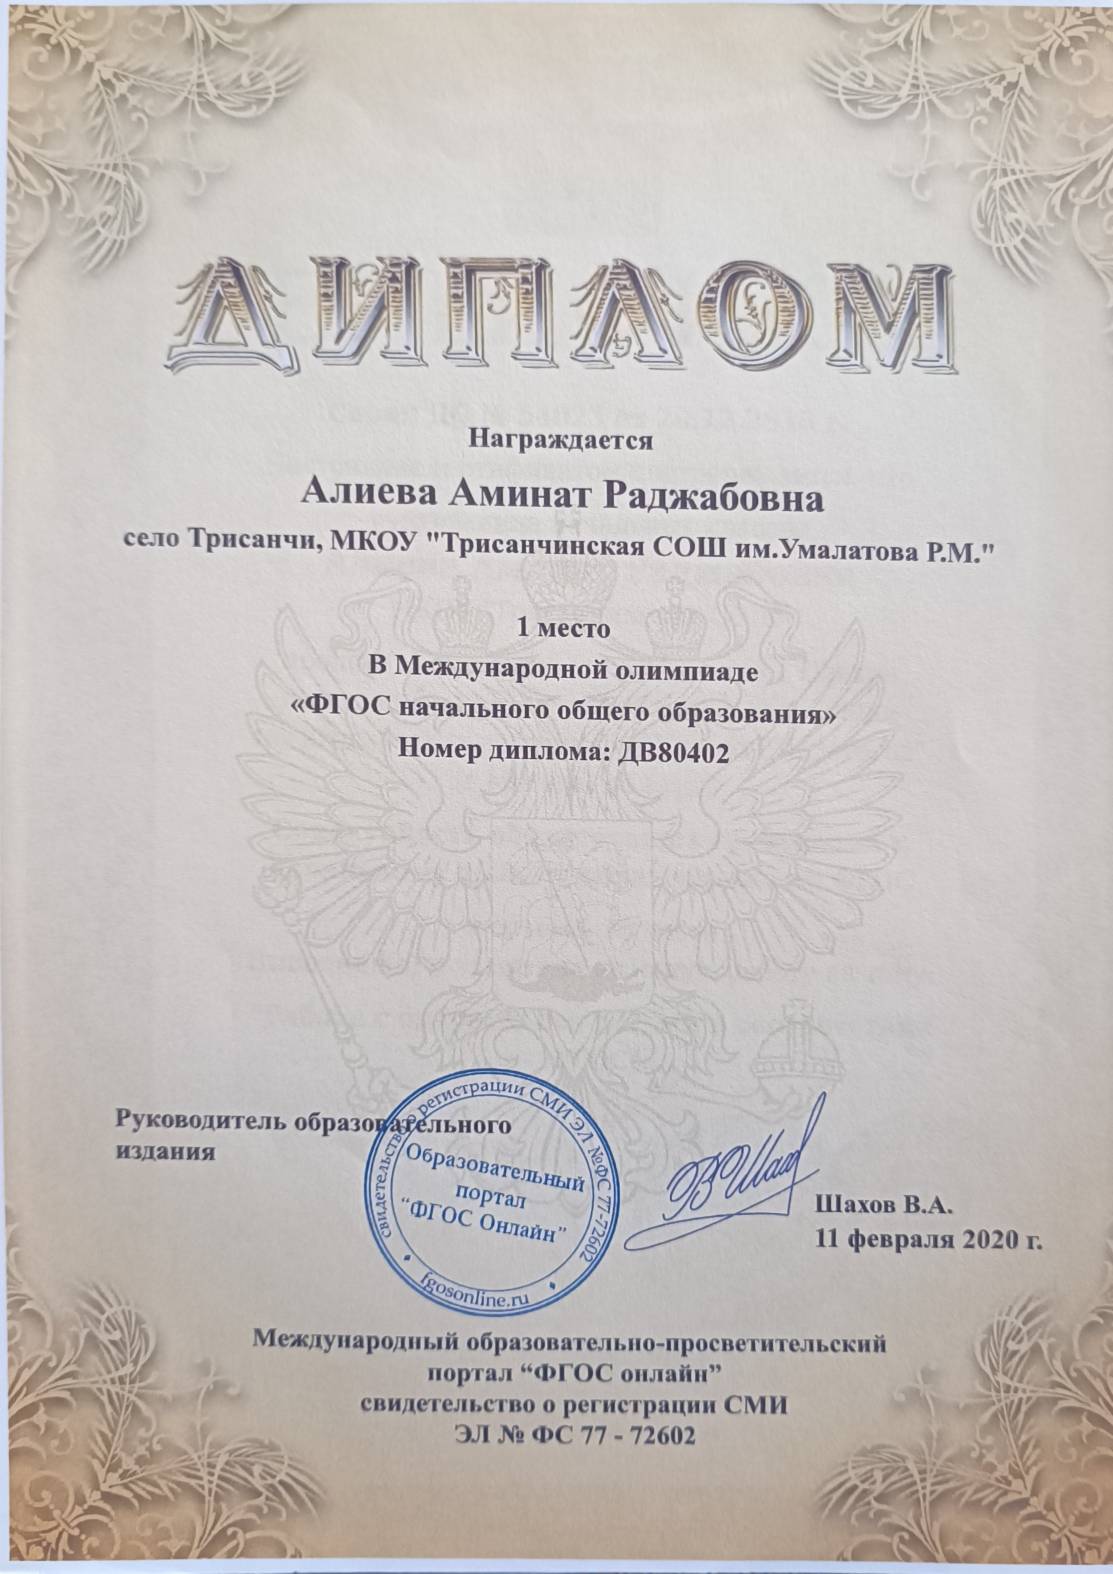 ДИПЛОМ
Награждается
Алиева Аминат Раджабовна
село Трисанчи, МКОУ "Трисанчинская СОШ им.Умалатова Р.М."
1 место
В Международной олимпиаде
«ФГОС начального общего образования»
Номер диплома: ДВ80402
Руководитель образовательного
издания
свидетельство о регистрации СМИ ЭЛ №ФС 77-72602
Образовательный
портал
“ФГОС Онлайн”
fgosonline.ru
Шахов В.А.
11 февраля 2020 г.
Международный образовательно-просветительский
портал “ФГОС онлайн”
свидетельство о регистрации СМИ
ЭЛ № ФС 77 - 72602